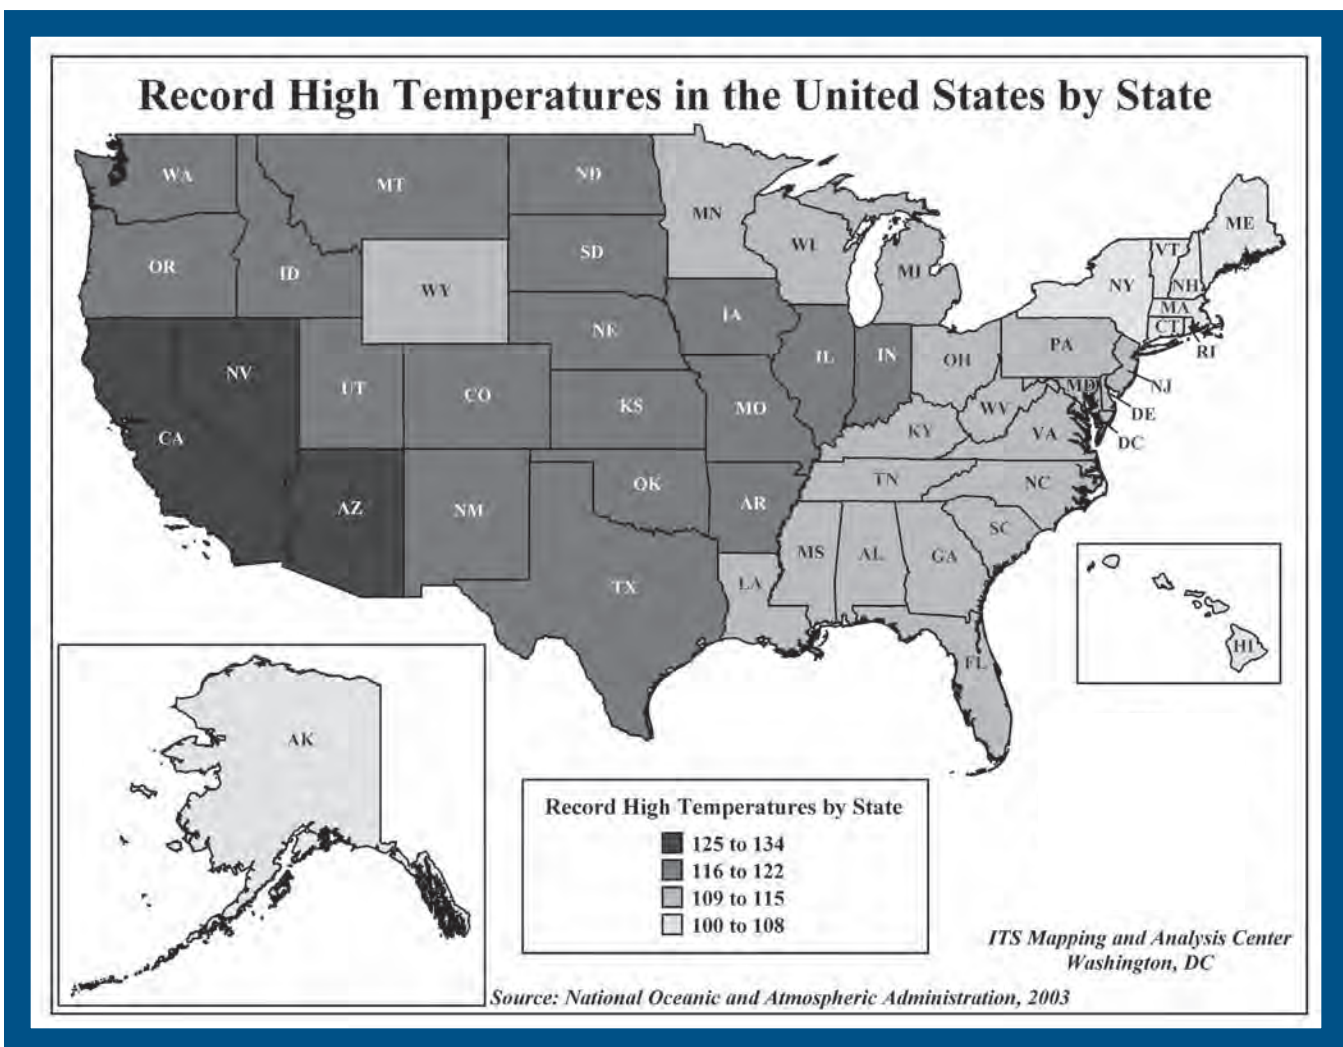 Record High Temperatures in the United States by State
WA
MT
ND
MN
ME
OR
ID
SD
WI
MI
VT
NH
NY
WY
MA
CT
RI
NV
UT
CO
NE
IA
IL
IN
OH
PA
NJ
MD
DE
DC
CA
KS
MO
KY
WV
VA
AZ
NM
OK
AR
TN
NC
SC
TX
LA
MS
AL
GA
FL
HI
AK
Record High Temperatures by State
125 to 134
116 to 122
109 to 115
100 to 108
ITS Mapping and Analysis Center
Washington, DC
Source: National Oceanic and Atmospheric Administration, 2003